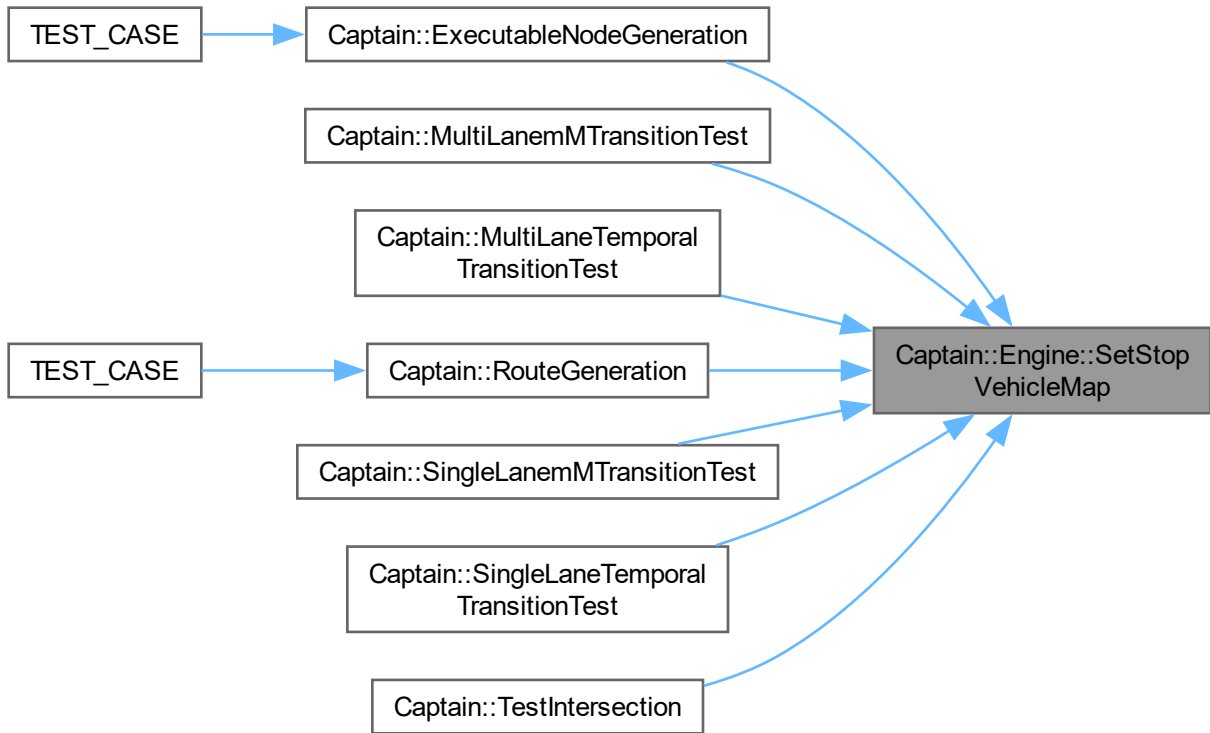 TEST_CASE
Captain::ExecutableNodeGeneration
Captain::MultiLanemMTransitionTest
Captain::MultiLaneTemporal
TransitionTest
Captain::Engine::SetStop
VehicleMap
TEST_CASE
Captain::RouteGeneration
Captain::SingleLanemMTransitionTest
Captain::SingleLaneTemporal
TransitionTest
Captain::TestIntersection